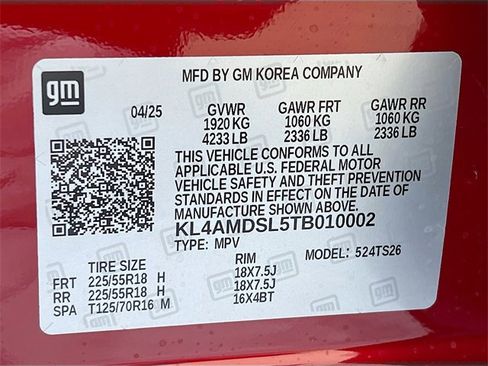 gm
MFD BY GM KOREA COMPANY
04/25 GVWR GAWR FRT GAWR RR
1920 KG 1060 KG 1060 KG
4233 LB 2336 LB 2336 LB
THIS VEHICLE CONFORMS TO ALL
APPLICABLE U.S. FEDERAL MOTOR
VEHICLE SAFETY AND THEFT PREVENTION
STANDARDS IN EFFECT ON THE DATE OF
MANUFACTURE SHOWN ABOVE.
KL4AMDSL5TB010002
TYPE: MPV MODEL: 524TS26
TIRE SIZE RIM
FRT 225/55R18 H 18X7.5J
RR 225/55R18 H 18X7.5J
SPA T125/70R16 M 16X4BT